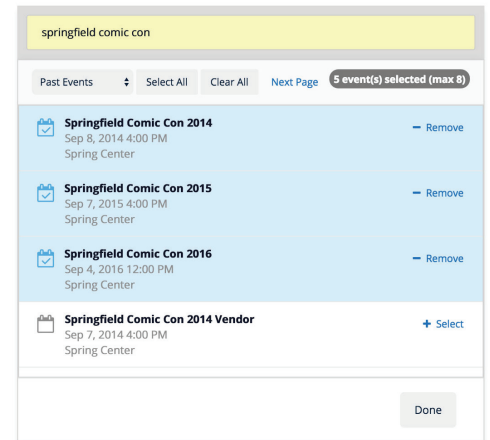 springfield comic con
Past Events Select All Clear All Next Page 5 event(s) selected (max 8)
Springfield Comic Con 2014
Sep 8, 2014 4:00 PM
Spring Center
− Remove
Springfield Comic Con 2015
Sep 7, 2015 4:00 PM
Spring Center
− Remove
Springfield Comic Con 2016
Sep 4, 2016 12:00 PM
Spring Center
− Remove
Springfield Comic Con 2014 Vendor
Sep 7, 2014 4:00 PM
Spring Center
+ Select
Done